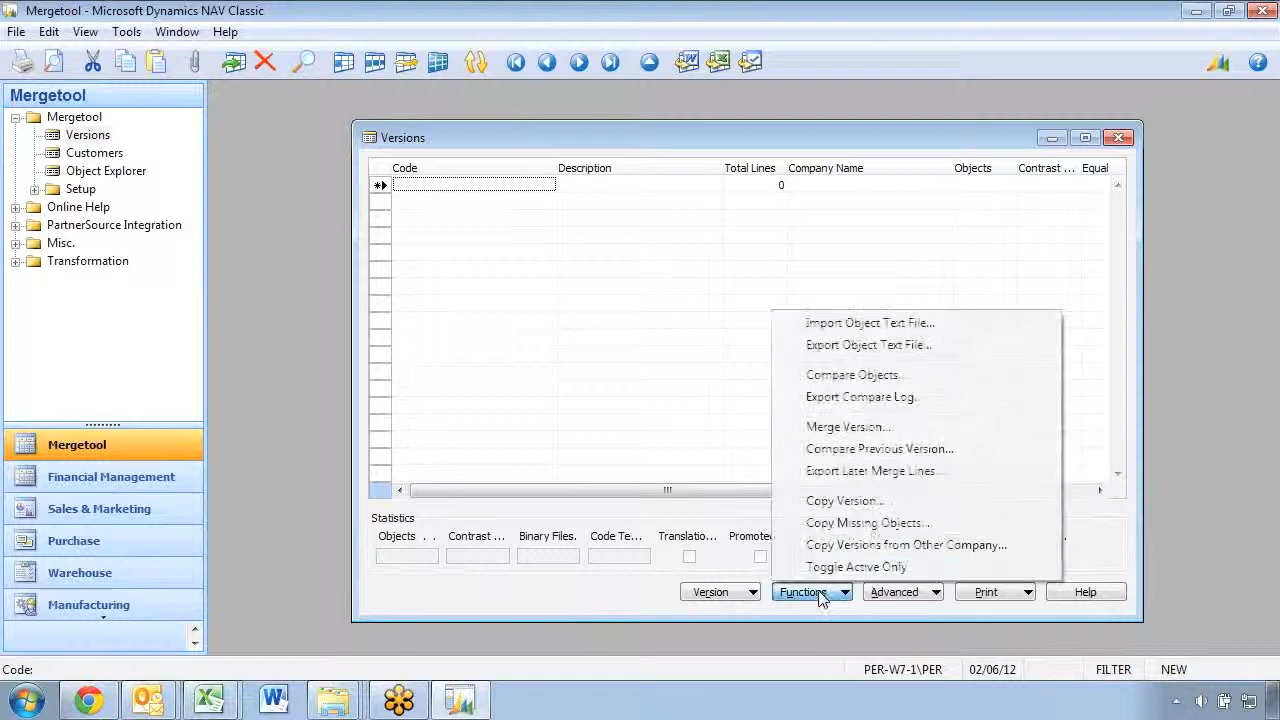 Mergetool - Microsoft Dynamics NAV Classic
File Edit View Tools Window Help
Mergetool
Mergetool
Versions
Customers
Object Explorer
Setup
Online Help
PartnerSource Integration
Misc.
Transformation
Mergetool
Financial Management
Sales & Marketing
Purchase
Warehouse
Manufacturing
Versions
Code Description Total Lines Company Name Objects Contrast ... Equal
0
Import Object Text File...
Export Object Text File...
Compare Objects...
Export Compare Log...
Merge Version...
Compare Previous Version...
Export Later Merge Lines...
Copy Version...
Copy Missing Objects...
Copy Versions from Other Company...
Toggle Active Only
Statistics
Objects . . Contrast ... Binary Files. Code Te... Translatio... Promote
Version Functions Advanced Print Help
Code: PER-W7-1\PER 02/06/12 FILTER NEW